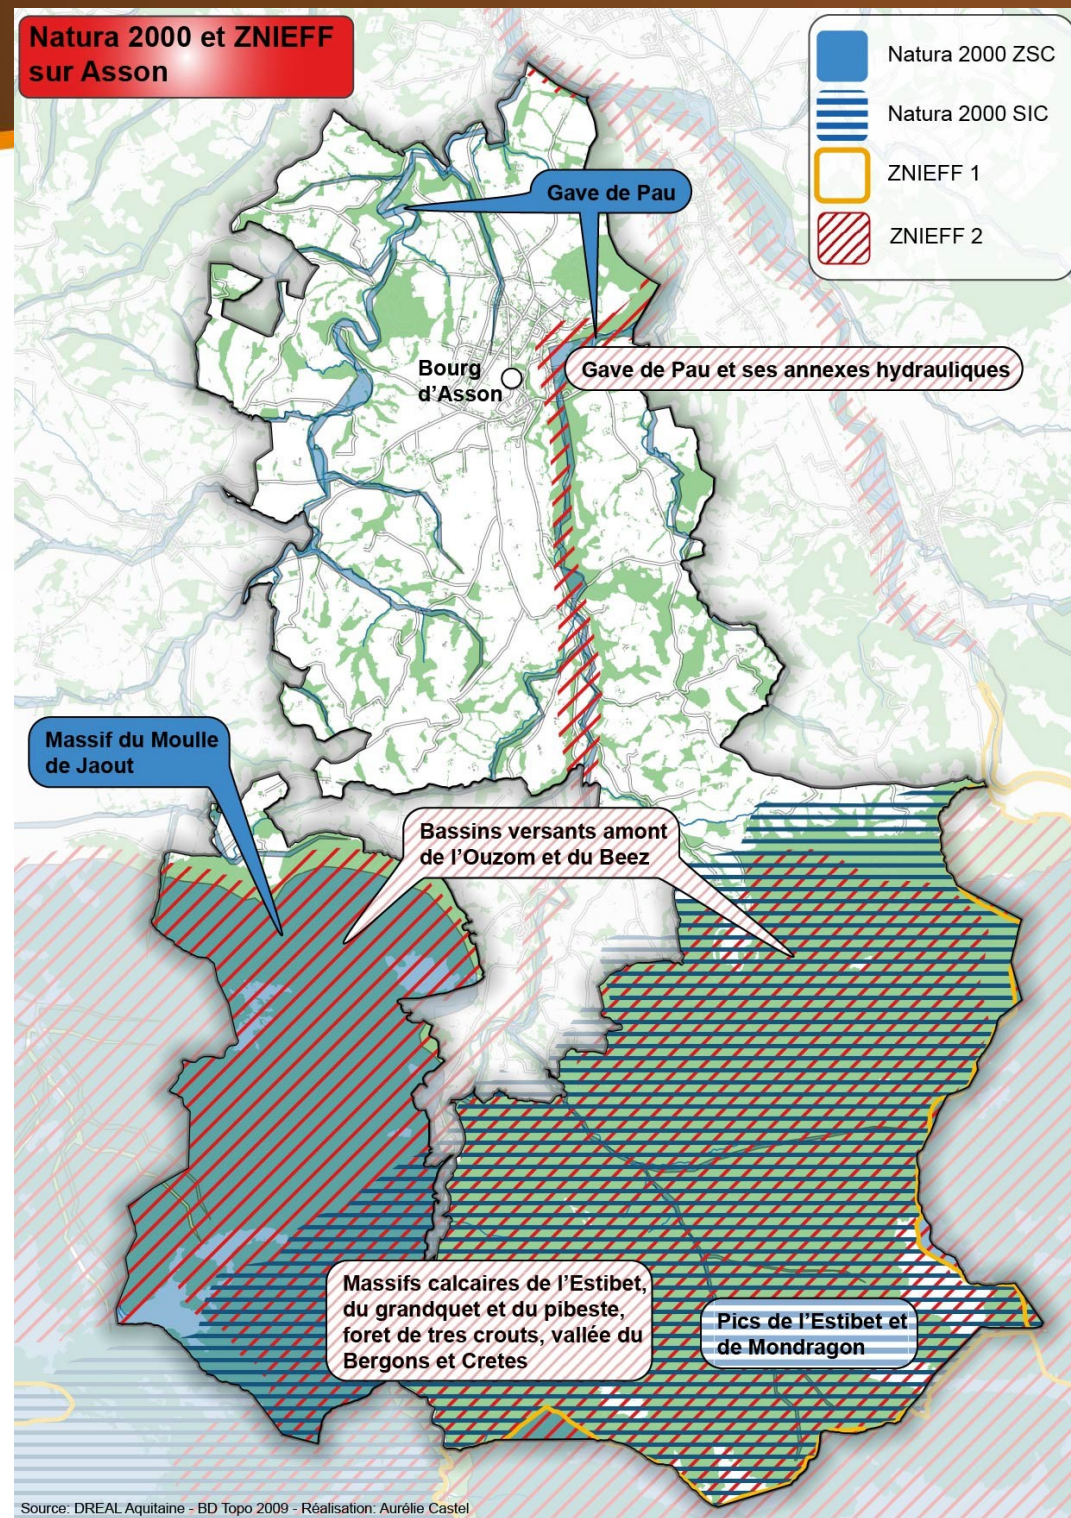 Natura 2000 et ZNIEFF
sur Asson
Natura 2000 ZSC
Natura 2000 SIC
ZNIEFF 1
ZNIEFF 2
Gave de Pau
Gave de Pau et ses annexes hydrauliques
Bourg
d'Asson
Massif du Moulle
de Jaout
Bassins versants amont
de l'Ouzom et du Beez
Massifs calcaires de l'Estibet,
du grandquet et du pibeste,
foret de tres crouts, vallée du
Bergons et Cretes
Pics de l'Estibet et
de Mondragon
Source: DREAL Aquitaine - BD Topo 2009 - Réalisation: Aurélie Castel